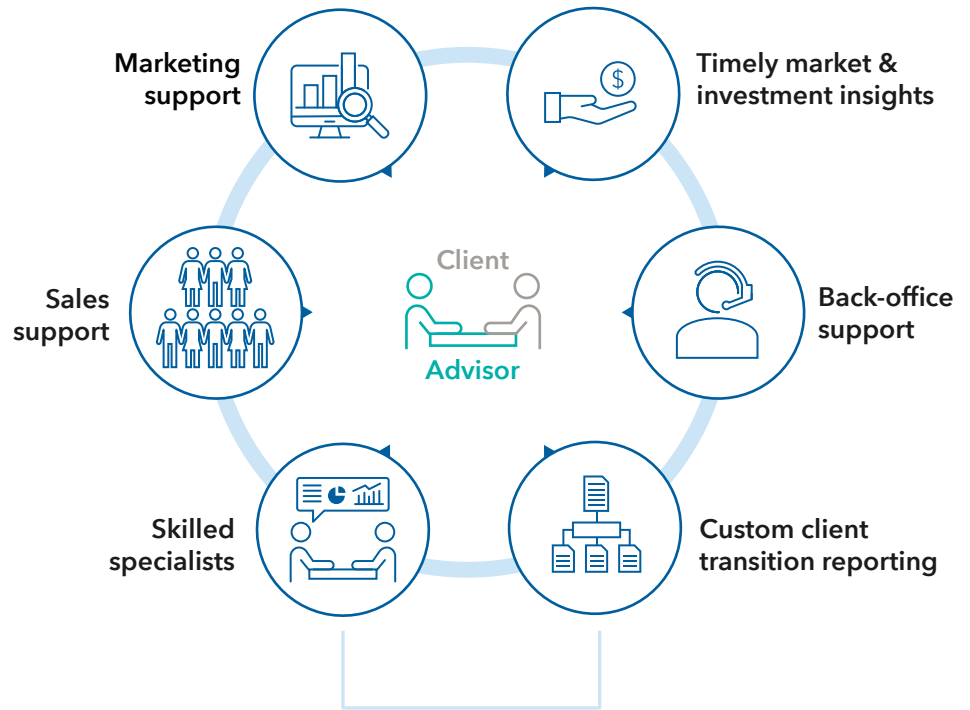 Marketing
support
Timely market &
investment insights
Sales
support
Client
Advisor
Back-office
support
Skilled
specialists
Custom client
transition reporting
$